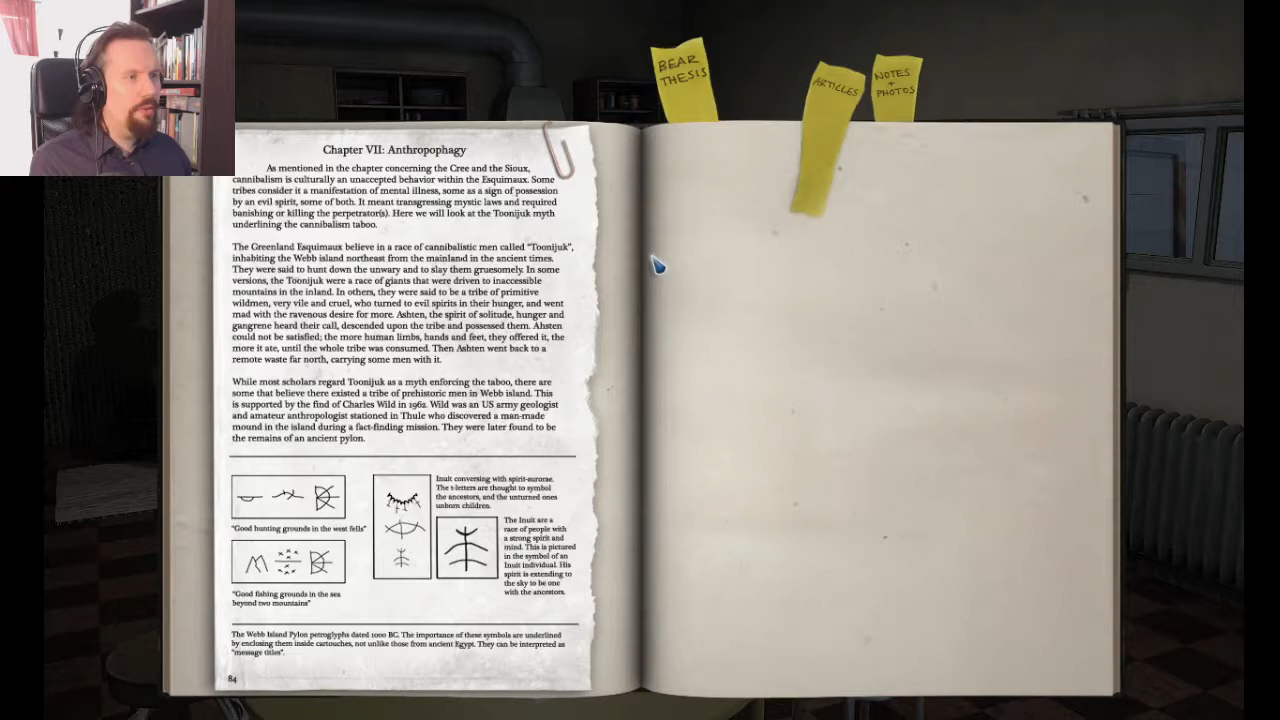 BEAR
THESIS
ARTICLES
NOTES
+
PHOTOS
Chapter VII: Anthropophagy
As mentioned in the chapter concerning the Cree and the Sioux,
cannibalism is culturally an unaccepted behavior within the Esquimaux. Some
tribes consider it a manifestation of mental illness, some as a sign of possession
by an evil spirit, some of both. It meant transgressing mystic laws and required
banishing or killing the perpetrator(s). Here we will look at the Toonijuk myth
underlining the cannibalism taboo.
The Greenland Esquimaux believe in a race of cannibalistic men called "Toonijuk",
inhabiting the Webb island northeast from the mainland in the ancient times.
They were said to hunt down the unwary and to slay them gruesomely. In some
versions, the Toonijuk were a race of giants that were driven to inaccessible
mountains in the inland. In others, they were said to be a tribe of primitive
wildmen, very vile and cruel, who turned to evil spirits in their hunger, and went
mad with the ravenous desire for more. Ashten, the spirit of solitude, hunger and
gangrene heard their call, descended upon the tribe and possessed them. Ahsten
could not be satisfied; the more human limbs, hands and feet, they offered it, the
more it ate, until the whole tribe was consumed. Then Ashten went back to a
remote waste far north, carrying some men with it.
While most scholars regard Toonijuk as a myth enforcing the taboo, there are
some that believe there existed a tribe of prehistoric men in Webb island. This
is supported by the find of Charles Wild in 1962. Wild was an US army geologist
and amateur anthropologist stationed in Thule who discovered a man-made
mound in the island during a fact-finding mission. They were later found to be
the remains of an ancient pylon.
Inuit conversing with spirit-aurorae.
The t-letters are thought to symbol
the ancestors, and the unturned ones
unborn children.
"Good hunting grounds in the west fells"
The Inuit are a
race of people with
a strong spirit and
mind. This is pictured
in the symbol of an
Inuit individual. His
spirit is extending to
the sky to be one
with the ancestors.
"Good fishing grounds in the sea
beyond two mountains"
The Webb Island Pylon petroglyphs dated 1000 BC. The importance of these symbols are underlined
by enclosing them inside cartouches, not unlike those from ancient Egypt. They can be interpreted as
"message titles".
84